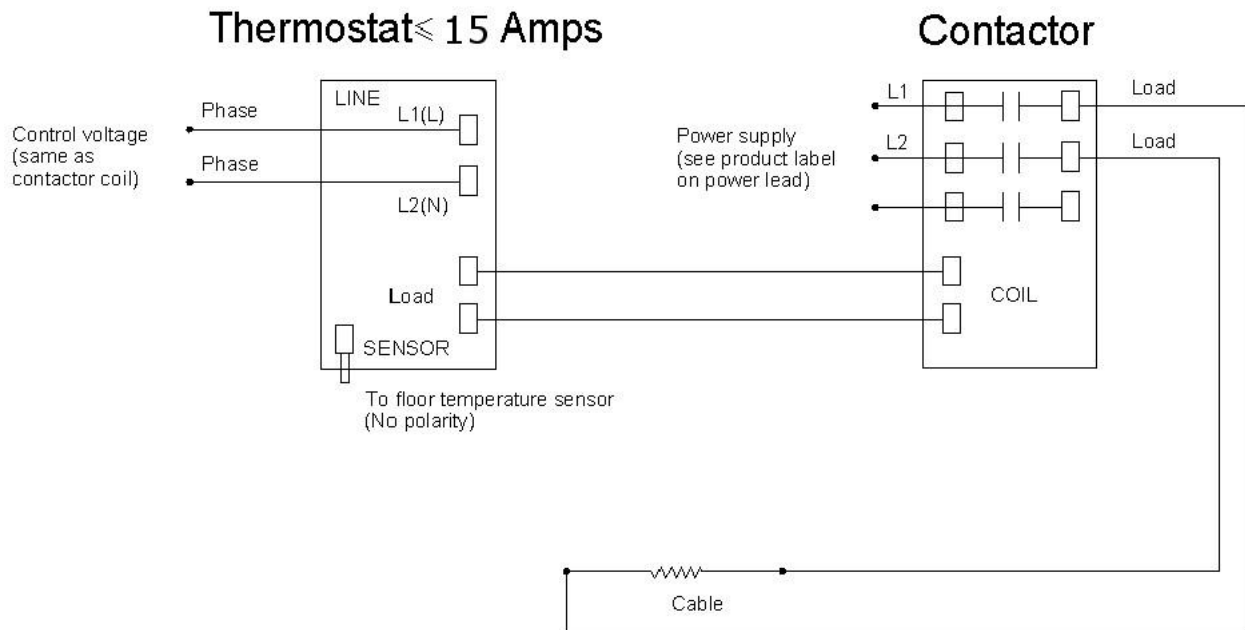 Thermostat≤ 15 Amps
Contactor
LINE
Phase
L1(L)
Control voltage
(same as
contactor coil)
Phase
L2(N)
Load
SENSOR
To floor temperature sensor
(No polarity)
L1
Load
Power supply
(see product label
on power lead)
L2
Load
COIL
Cable